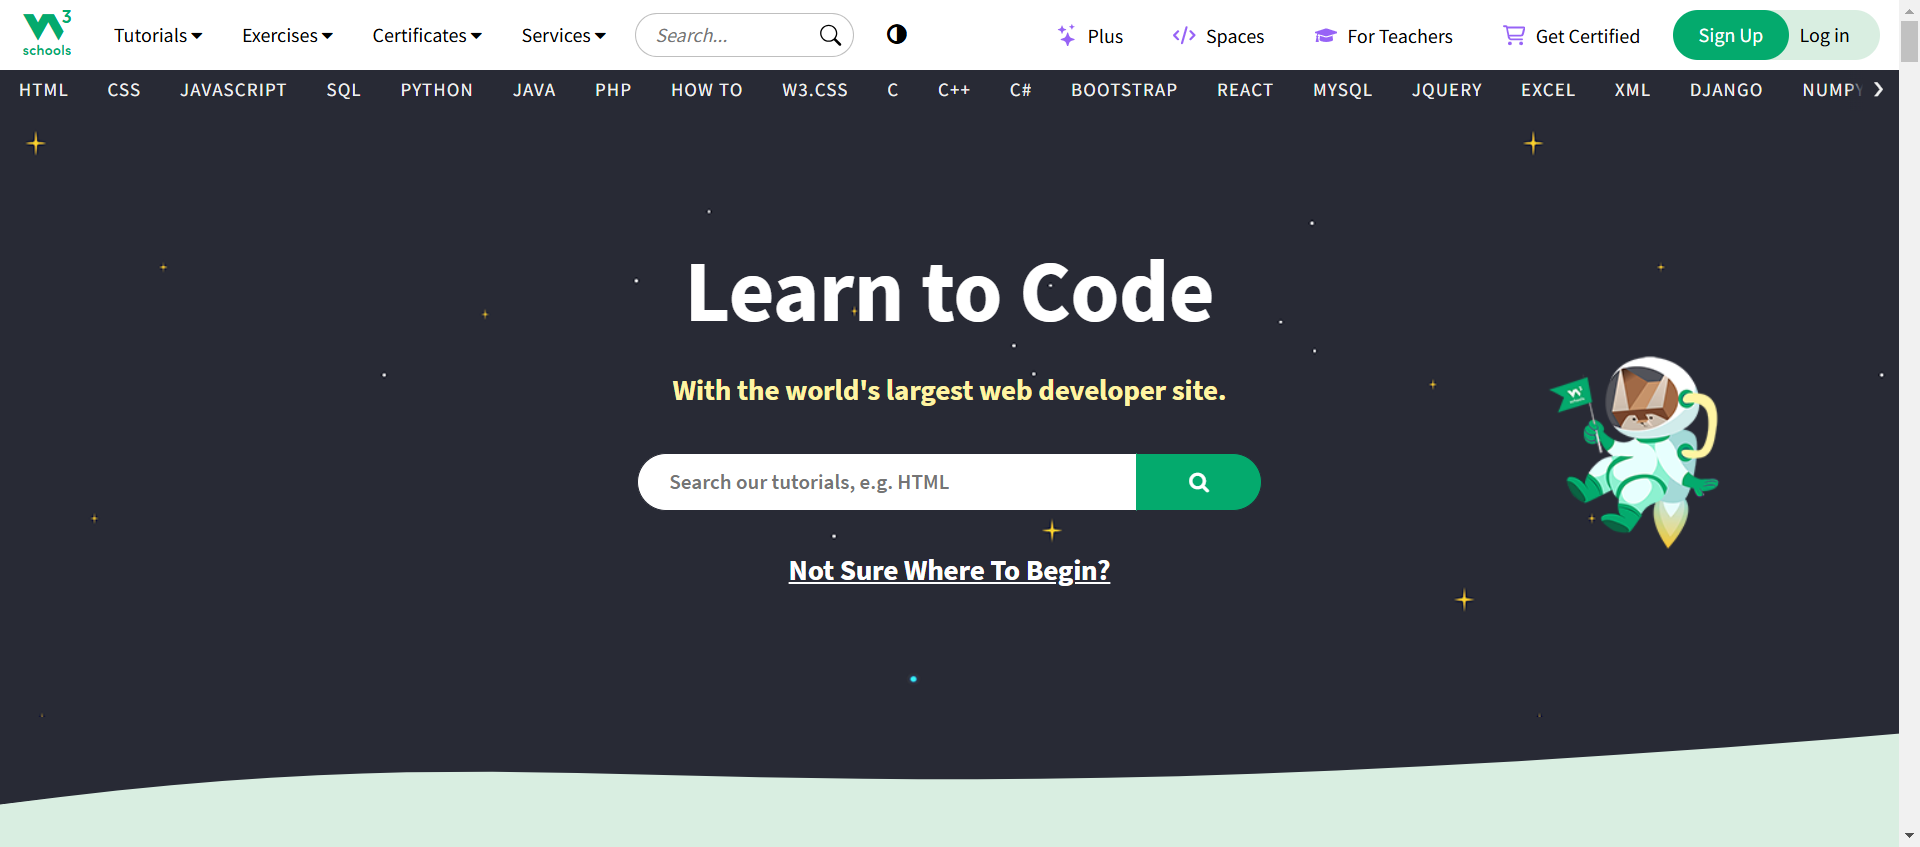 W3 schools
Tutorials Exercises Certificates Services Search... Plus Spaces For Teachers Get Certified Sign Up Log in
HTML CSS JAVASCRIPT SQL PYTHON JAVA PHP HOW TO W3.CSS C C++ C# BOOTSTRAP REACT MYSQL JQUERY EXCEL XML DJANGO NUMPY
Learn to Code
With the world's largest web developer site.
Search our tutorials, e.g. HTML
Not Sure Where To Begin?